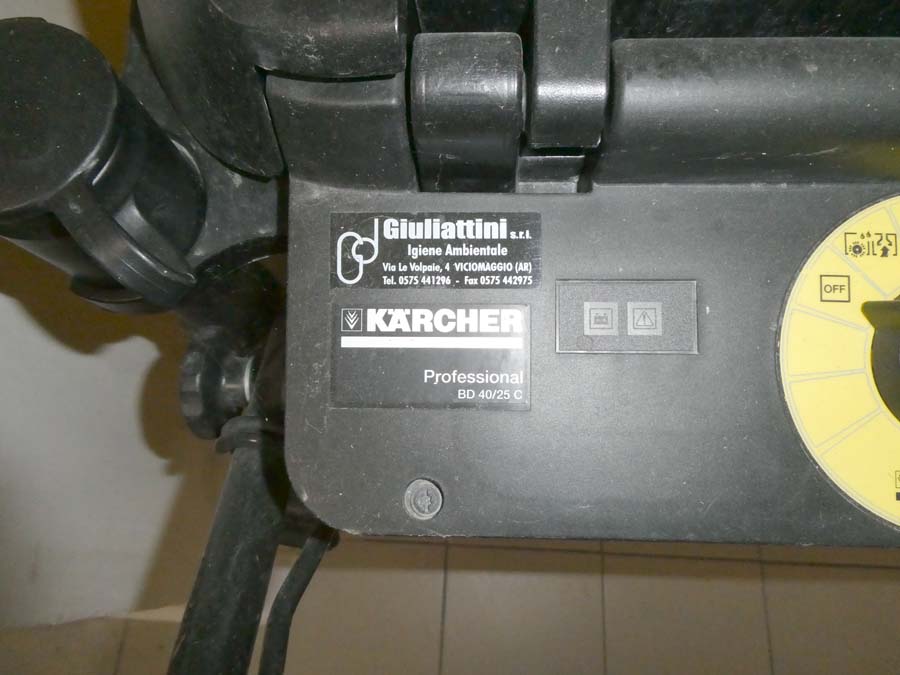 Giuliattini s.r.l.
Igiene Ambientale
Via Le Volpaie, 4 VICIOMAGGIO (AR)
Tel. 0575 441296 - Fax 0575 442975
KÄRCHER
Professional
BD 40/25 C
OFF